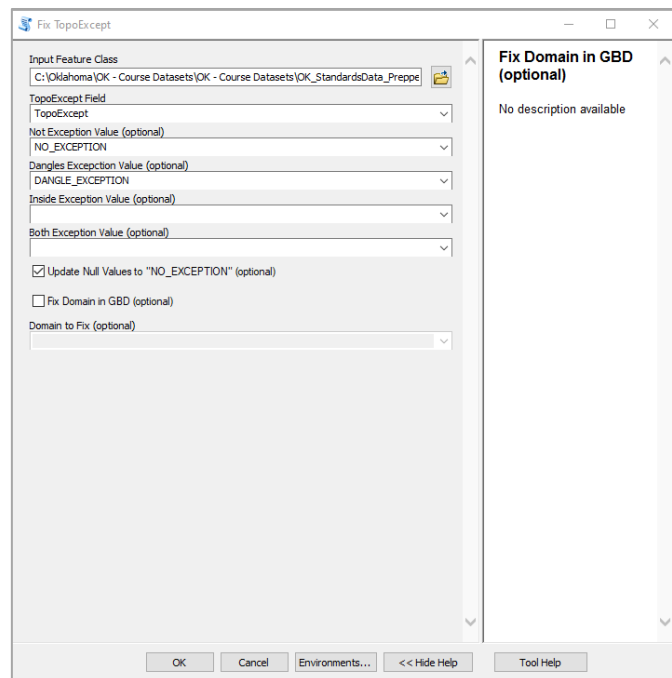 Fix TopoExcept
Input Feature Class
C:\Oklahoma\OK - Course Datasets\OK - Course Datasets\OK_StandardsData_Preppe
TopoExcept Field
TopoExcept
Not Exception Value (optional)
NO_EXCEPTION
Dangles Excepction Value (optional)
DANGLE_EXCEPTION
Inside Exception Value (optional)
Both Exception Value (optional)
Update Null Values to "NO_EXCEPTION" (optional)
Fix Domain in GBD (optional)
Domain to Fix (optional)
Fix Domain in GBD
(optional)
No description available
OK
Cancel
Environments...
<< Hide Help
Tool Help